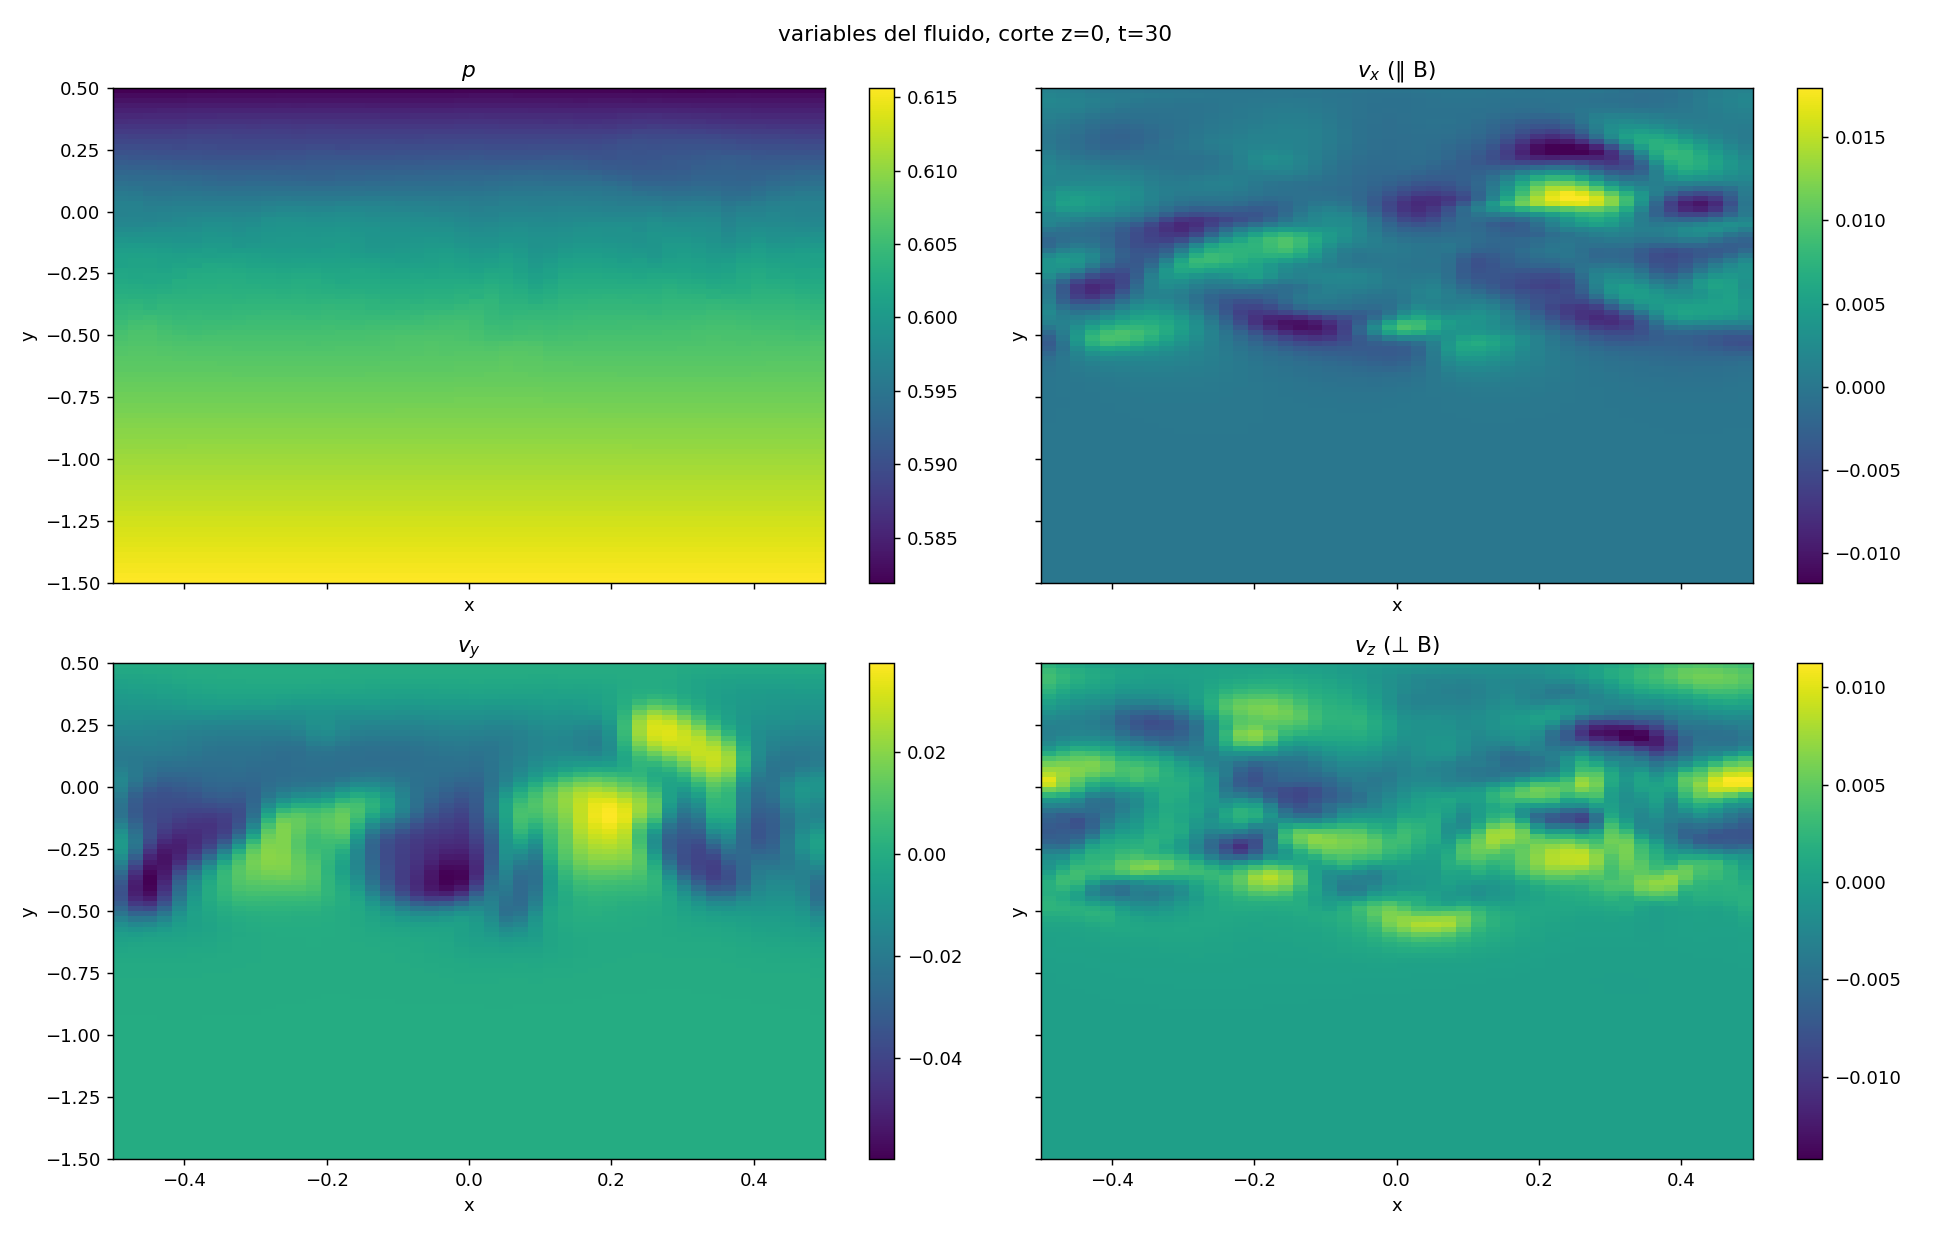 variables del fluido, corte z=0, t=30
p
0.50
0.25
0.00
−0.25
−0.50
−0.75
−1.00
−1.25
−1.50
y
x
0.615
0.610
0.605
0.600
0.595
0.590
0.585
vₓ (∥ B)
y
x
0.015
0.010
0.005
0.000
−0.005
−0.010
v_y
0.50
0.25
0.00
−0.25
−0.50
−0.75
−1.00
−1.25
−1.50
y
−0.4 −0.2 0.0 0.2 0.4
x
0.02
0.00
−0.02
−0.04
v_z (⊥ B)
y
−0.4 −0.2 0.0 0.2 0.4
x
0.010
0.005
0.000
−0.005
−0.010